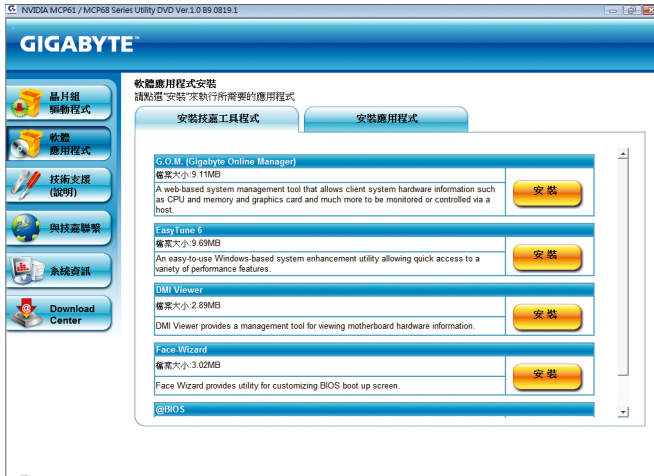 NVIDIA MCP61 / MCP68 Series Utility DVD Ver.1.0 B9.0819.1
GIGABYTE™
晶片組
驅動程式
軟體
應用程式
技術支援
(說明)
與技嘉聯繫
系統資訊
Download
Center
軟體應用程式安裝
請點選"安裝"來執行所需要的應用程式
安裝技嘉工具程式
安裝應用程式
G.O.M. (Gigabyte Online Manager)
檔案大小:9.11MB
A web-based system management tool that allows client system hardware information such
as CPU and memory and graphics card and much more to be monitored or controlled via a
host.
安裝
EasyTune 6
檔案大小:9.69MB
An easy-to-use Windows-based system enhancement utility allowing quick access to a
variety of performance features.
安裝
DMI Viewer
檔案大小:2.89MB
DMI Viewer provides a management tool for viewing motherboard hardware information.
安裝
Face-Wizard
檔案大小:3.02MB
Face Wizard provides utility for customizing BIOS boot up screen.
安裝
@BIOS